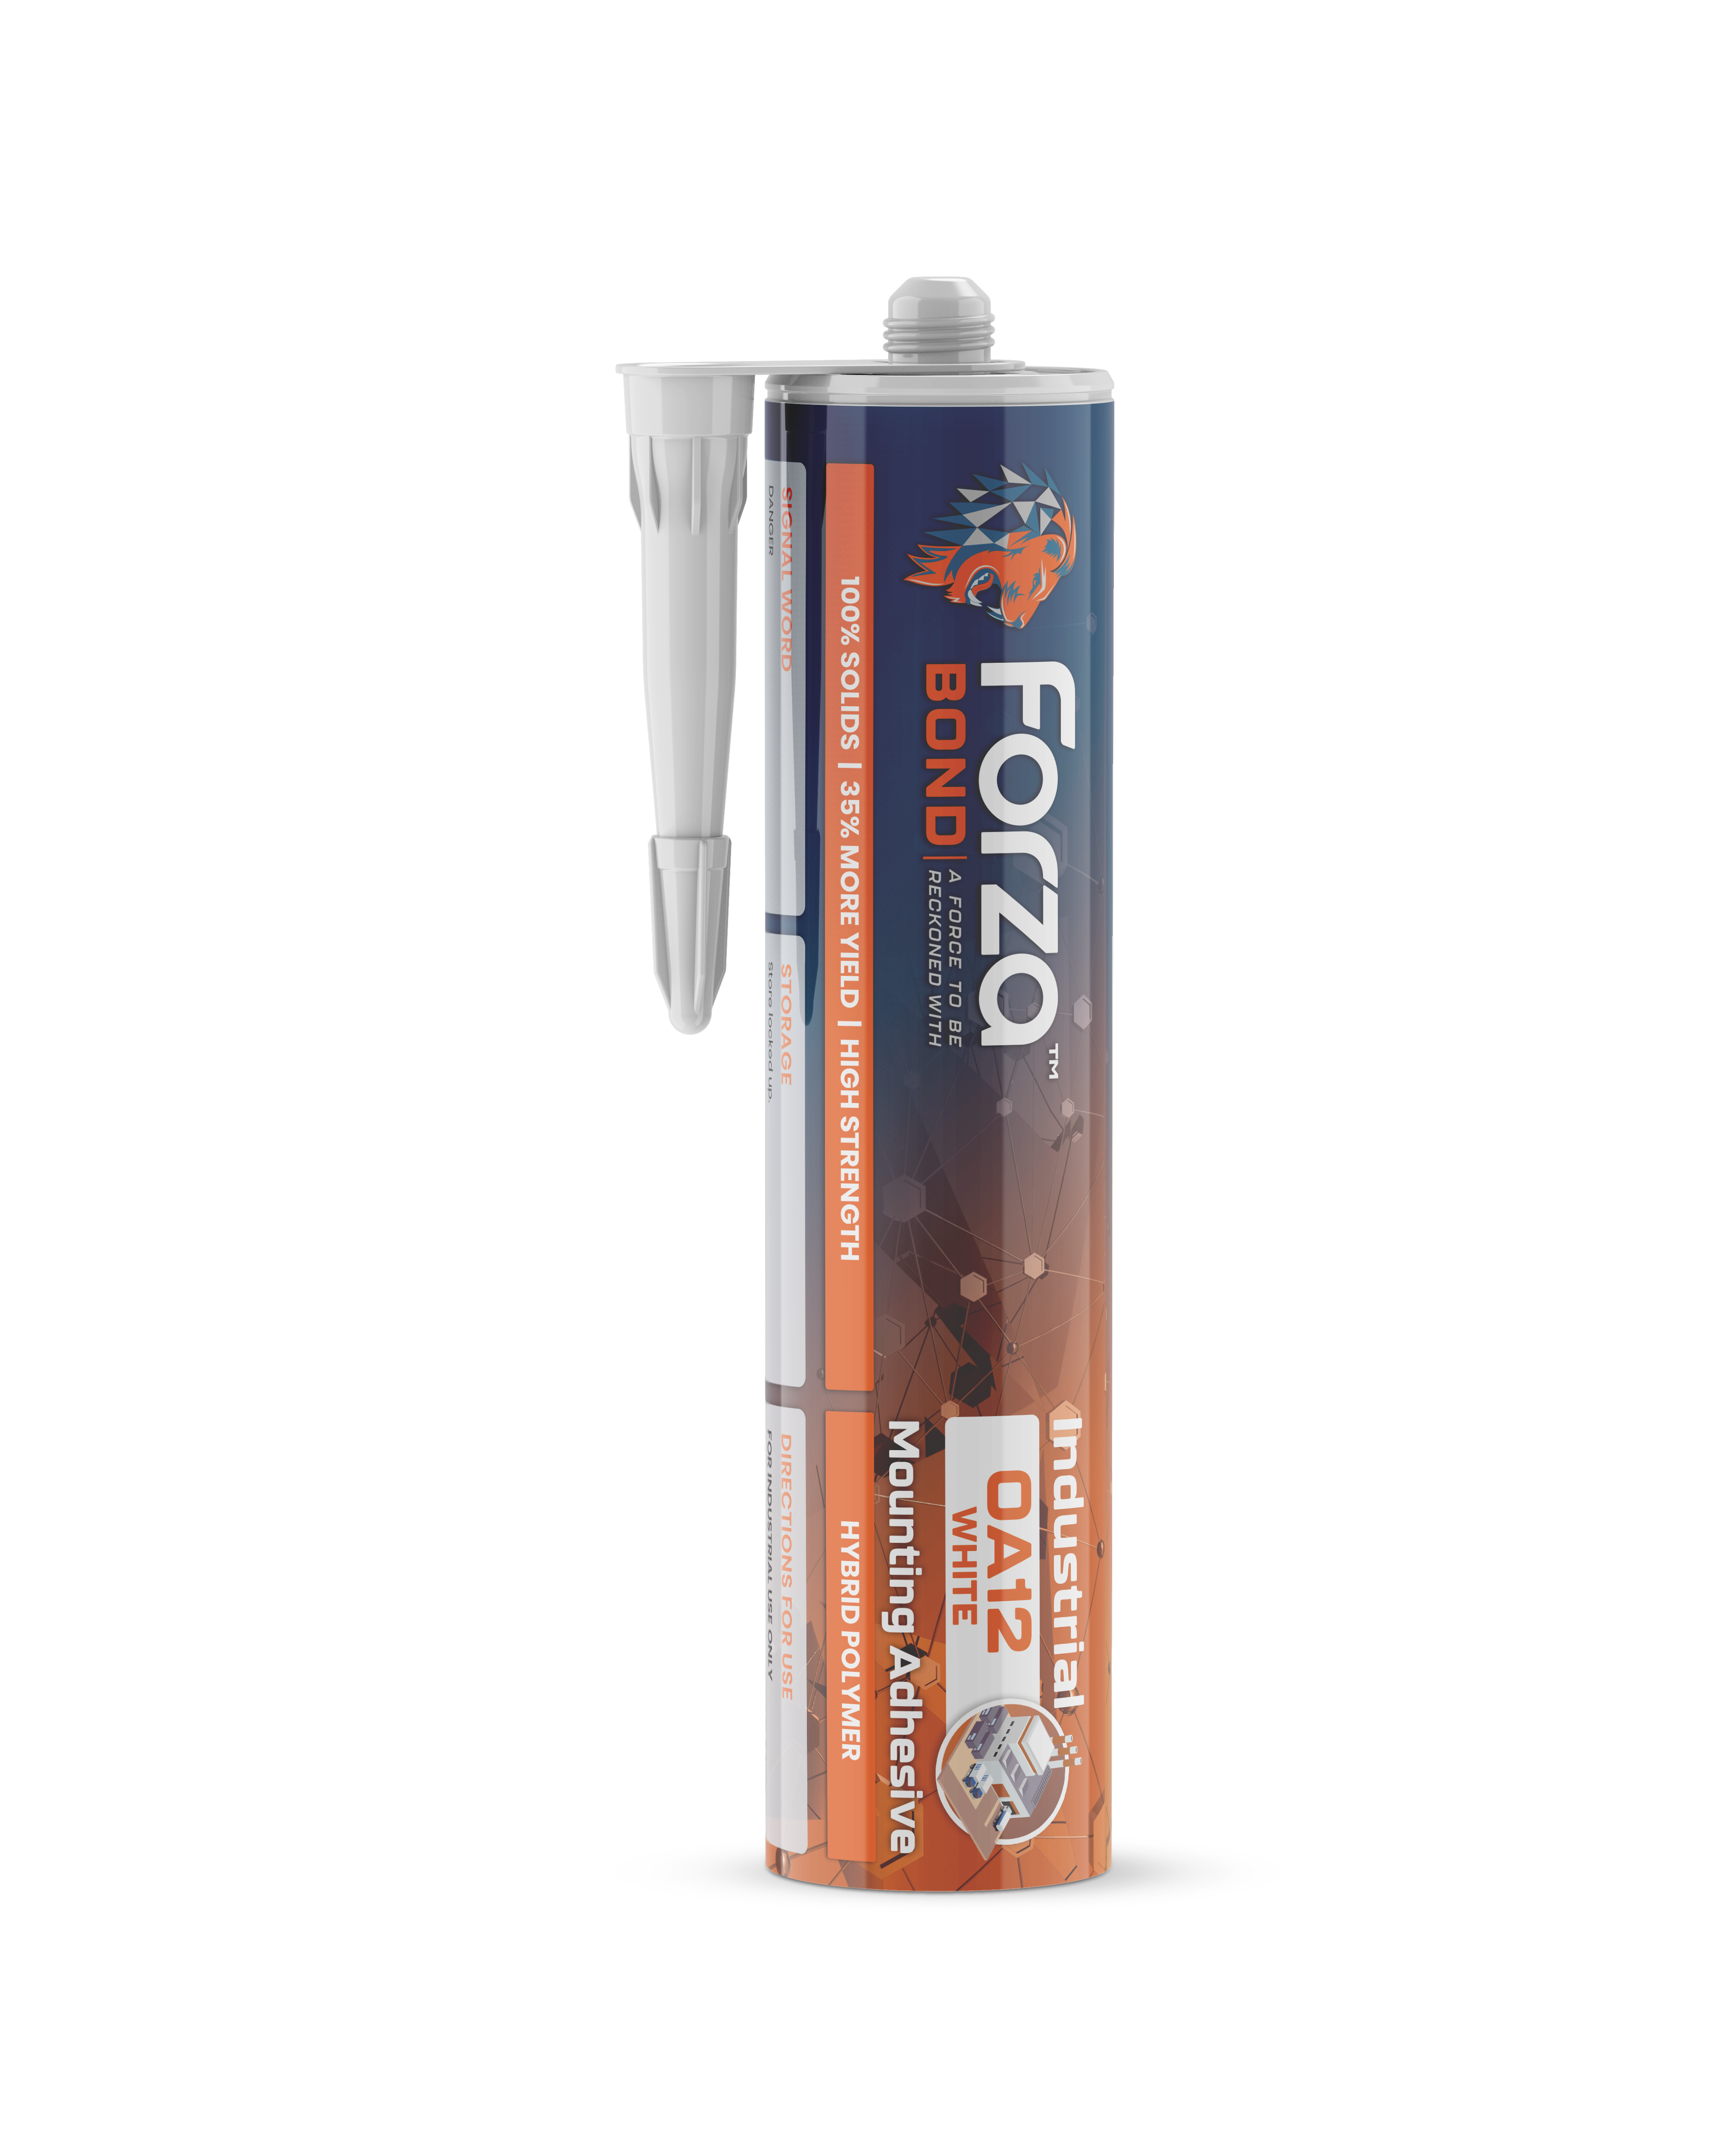 Forza™
BOND
A FORCE TO BE
RECKONED WITH
Industrial
OA12
WHITE
Mounting Adhesive
100% SOLIDS | 35% MORE YIELD | HIGH STRENGTH
HYBRID POLYMER
SIGNAL WORD
DANGER
STORAGE
Store locked up.
DIRECTIONS FOR USE
FOR INDUSTRIAL USE ONLY